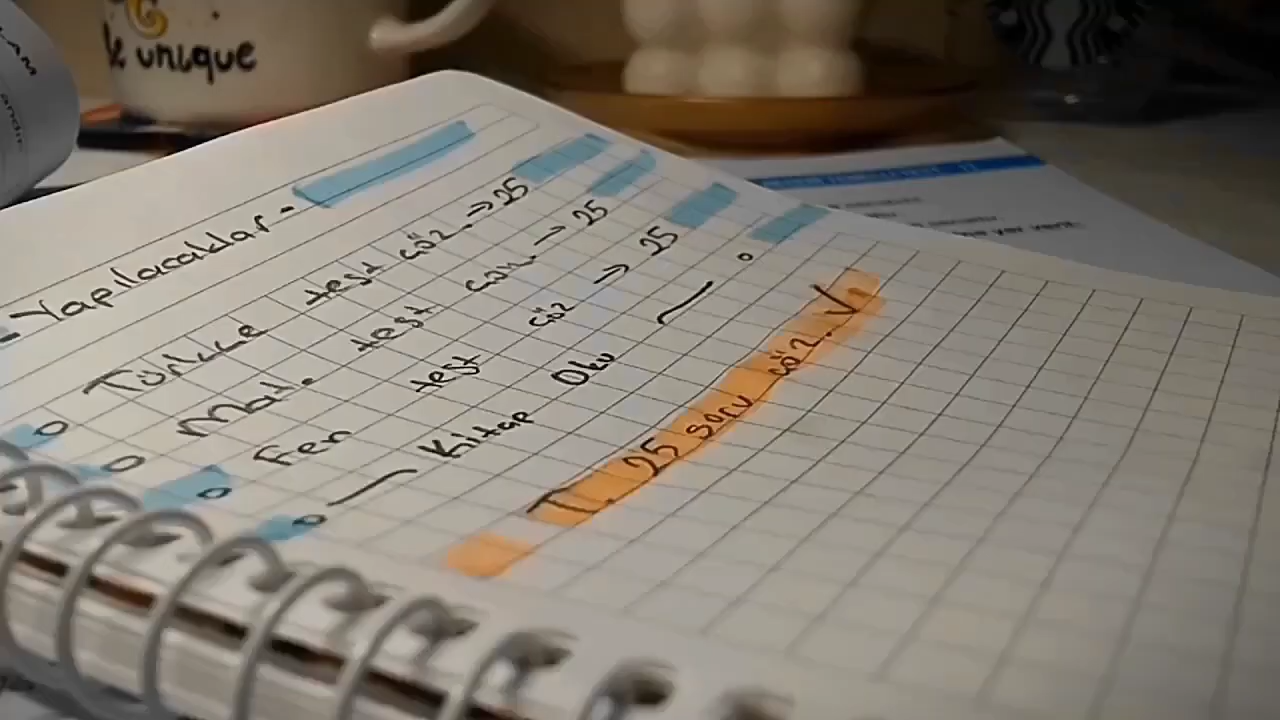 be unique
Yapılacaklar.
o Türkçe test çöz. → 25
o Mat. test çöz. → 25
o Fen test çöz → 25
o Kitap Oku
T. 25 soru çöz. √